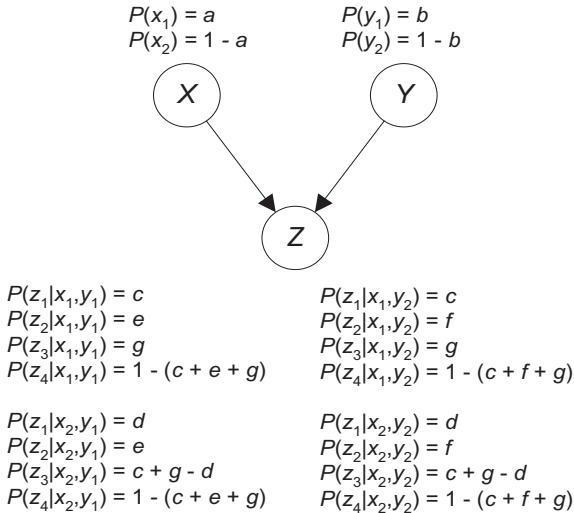 P(x₁) = a
P(x₂) = 1 - a
P(y₁) = b
P(y₂) = 1 - b
X
Y
Z
P(z₁|x₁,y₁) = c
P(z₂|x₁,y₁) = e
P(z₃|x₁,y₁) = g
P(z₄|x₁,y₁) = 1 - (c + e + g)
P(z₁|x₁,y₂) = c
P(z₂|x₁,y₂) = f
P(z₃|x₁,y₂) = g
P(z₄|x₁,y₂) = 1 - (c + f + g)
P(z₁|x₂,y₁) = d
P(z₂|x₂,y₁) = e
P(z₃|x₂,y₁) = c + g - d
P(z₄|x₂,y₁) = 1 - (c + e + g)
P(z₁|x₂,y₂) = d
P(z₂|x₂,y₂) = f
P(z₃|x₂,y₂) = c + g - d
P(z₄|x₂,y₂) = 1 - (c + f + g)